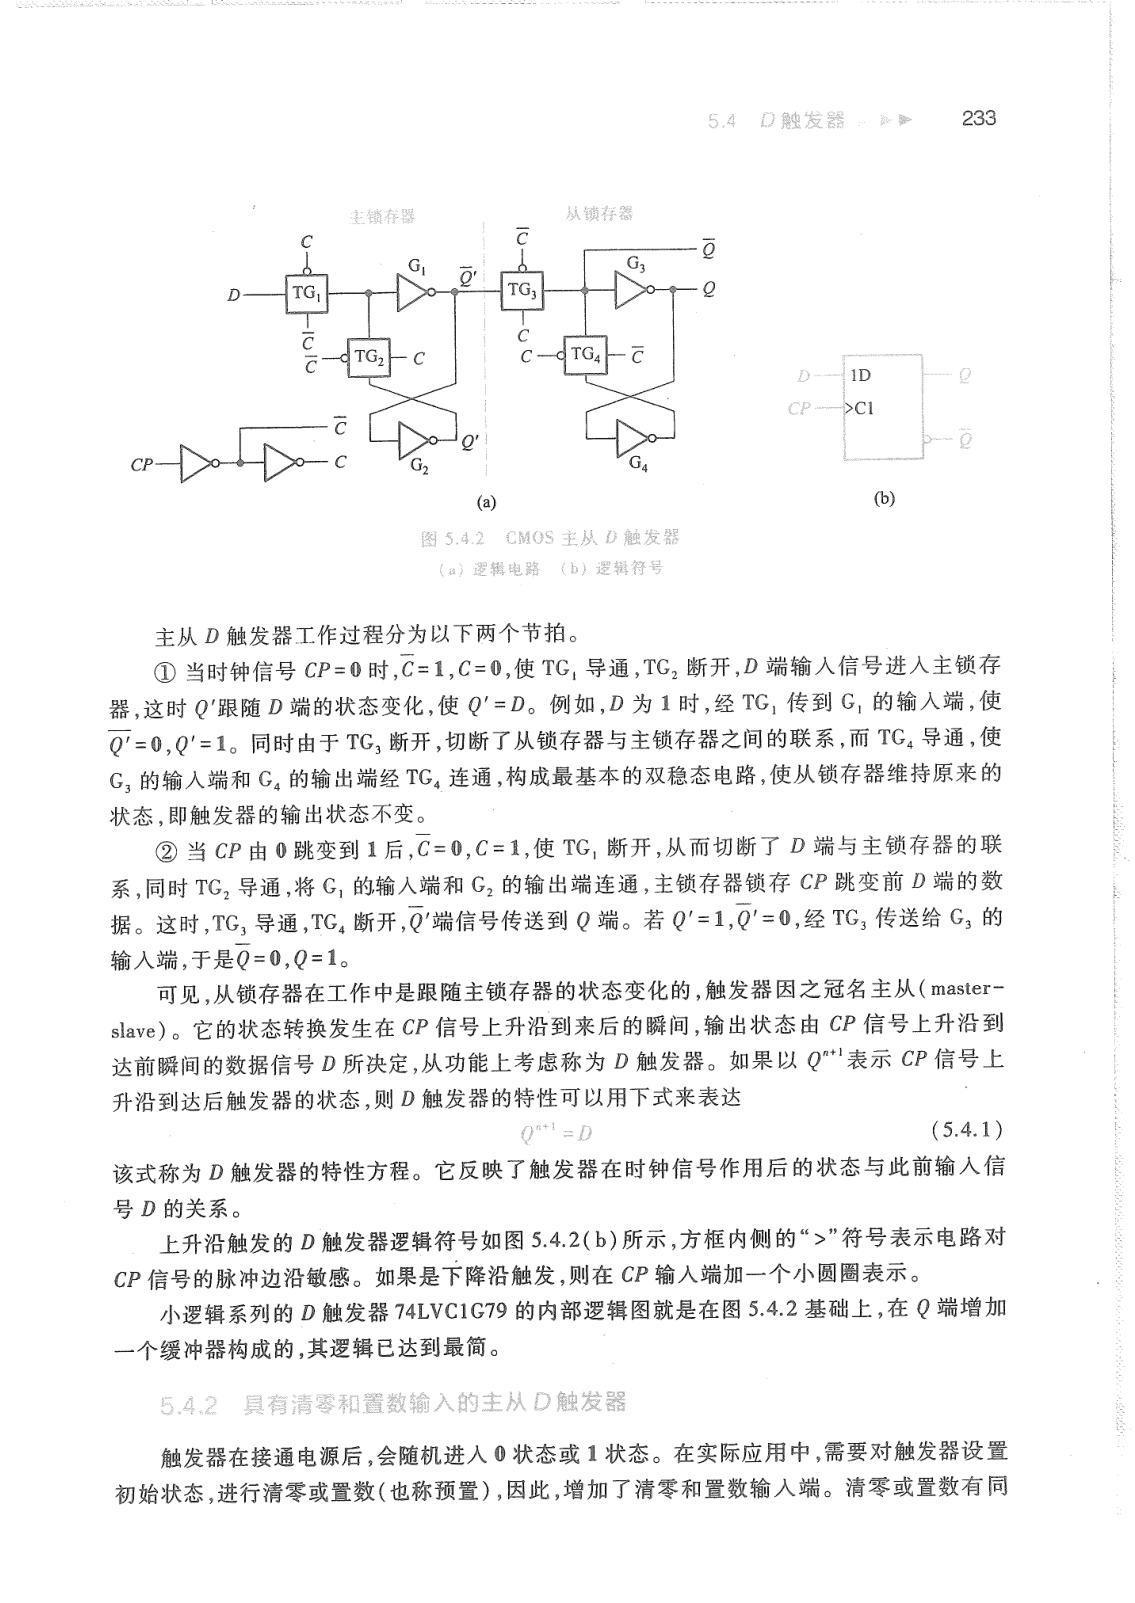 5.4 D 触发器 233
主锁存器 从锁存器
C
D
TG₁
G₁
Q̅′
C̅
C̅
TG₂
C
C̅
TG₃
G₃
Q̅
Q
C
C
TG₄
C̅
CP
C̅
C
G₂
Q′
G₄
D 1D Q
CP >C1
Q̅
(a) (b)
图 5.4.2 CMOS 主从 D 触发器
(a) 逻辑电路 (b) 逻辑符号
主从 D 触发器工作过程分为以下两个节拍。
① 当时钟信号 CP=0 时,C̅=1,C=0,使 TG₁ 导通,TG₂ 断开,D 端输入信号进入主锁存
器,这时 Q′跟随 D 端的状态变化,使 Q′=D。例如,D 为 1 时,经 TG₁ 传到 G₁ 的输入端,使
Q̅′=0,Q′=1。同时由于 TG₃ 断开,切断了从锁存器与主锁存器之间的联系,而 TG₄ 导通,使
G₃ 的输入端和 G₄ 的输出端经 TG₄ 连通,构成最基本的双稳态电路,使从锁存器维持原来的
状态,即触发器的输出状态不变。
② 当 CP 由 0 跳变到 1 后,C̅=0,C=1,使 TG₁ 断开,从而切断了 D 端与主锁存器的联
系,同时 TG₂ 导通,将 G₁ 的输入端和 G₂ 的输出端连通,主锁存器锁存 CP 跳变前 D 端的数
据。这时,TG₃ 导通,TG₄ 断开,Q̅′端信号传送到 Q 端。若 Q′=1,Q̅′=0,经 TG₃ 传送给 G₃ 的
输入端,于是Q̅=0,Q=1。
可见,从锁存器在工作中是跟随主锁存器的状态变化的,触发器因之冠名主从(master-
slave)。它的状态转换发生在 CP 信号上升沿到来后的瞬间,输出状态由 CP 信号上升沿到
达前瞬间的数据信号 D 所决定,从功能上考虑称为 D 触发器。如果以 Qⁿ⁺¹表示 CP 信号上
升沿到达后触发器的状态,则 D 触发器的特性可以用下式来表达
Qⁿ⁺¹=D (5.4.1)
该式称为 D 触发器的特性方程。它反映了触发器在时钟信号作用后的状态与此前输入信
号 D 的关系。
上升沿触发的 D 触发器逻辑符号如图 5.4.2(b)所示,方框内侧的“>”符号表示电路对
CP 信号的脉冲边沿敏感。如果是下降沿触发,则在 CP 输入端加一个小圆圈表示。
小逻辑系列的 D 触发器 74LVC1G79 的内部逻辑图就是在图 5.4.2 基础上,在 Q 端增加
一个缓冲器构成的,其逻辑已达到最简。
5.4.2 具有清零和置数输入的主从 D 触发器
触发器在接通电源后,会随机进入 0 状态或 1 状态。在实际应用中,需要对触发器设置
初始状态,进行清零或置数(也称预置),因此,增加了清零和置数输入端。清零或置数有同